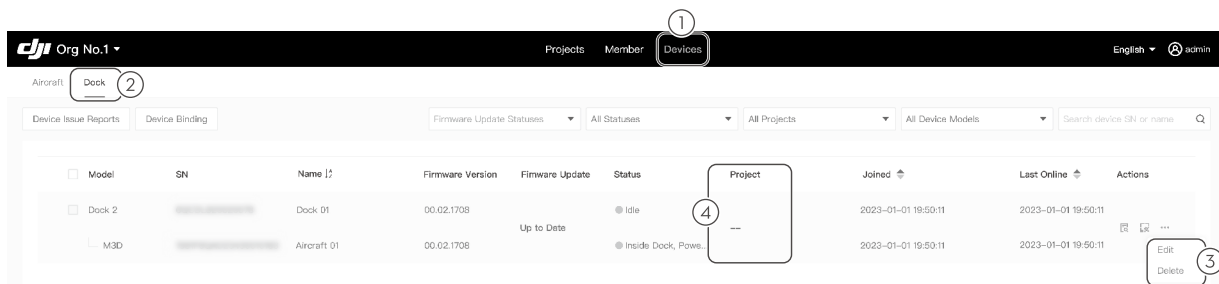 1
dji Org No.1 Projects Member Devices English admin
Aircraft Dock 2
Device Issue Reports Device Binding Firmware Update Statuses All Statuses All Projects All Device Models Search device SN or name
Model SN Name Firmware Version Fimware Update Status Project Joined Last Online Actions
Dock 2 Dock 01 00.02.1708 Idle 4 2023-01-01 19:50:11 2023-01-01 19:50:11
Up to Date -- ...
M3D Aircraft 01 00.02.1708 Inside Dock, Powe... 2023-01-01 19:50:11 2023-01-01 19:50:11
Edit 3
Delete